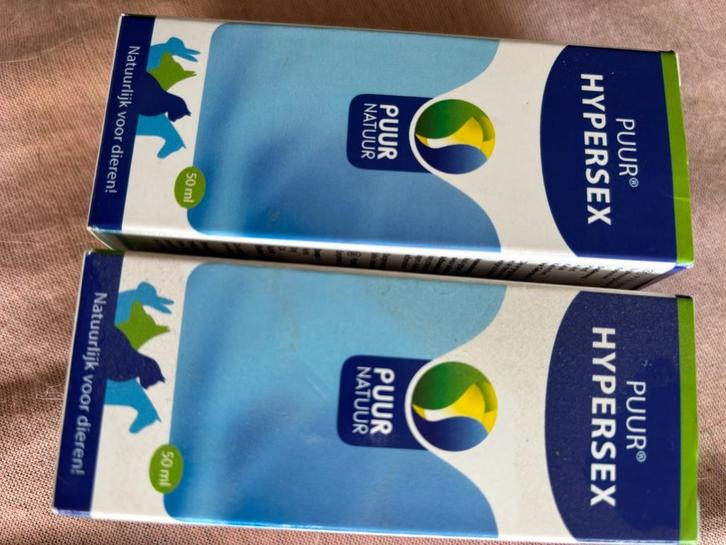 PUUR®
HYPERSEX
PUUR
NATUUR
50 ml
Natuurlijk voor dieren!
PUUR®
HYPERSEX
PUUR
NATUUR
50 ml
Natuurlijk voor dieren!